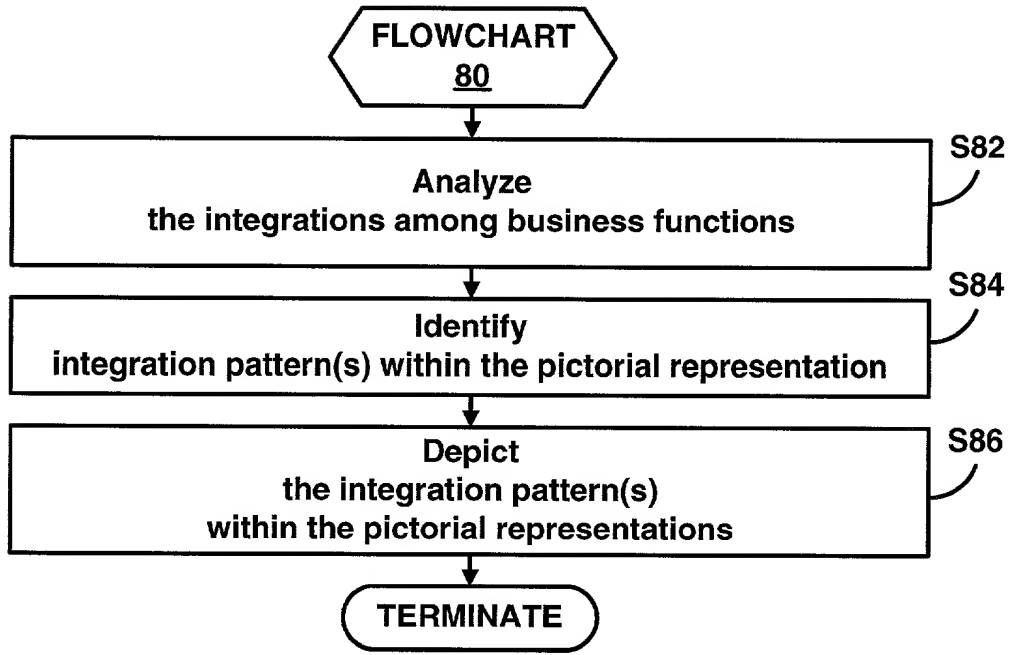 FLOWCHART
80
S82
Analyze
the integrations among business functions
S84
Identify
integration pattern(s) within the pictorial representation
S86
Depict
the integration pattern(s)
within the pictorial representations
TERMINATE